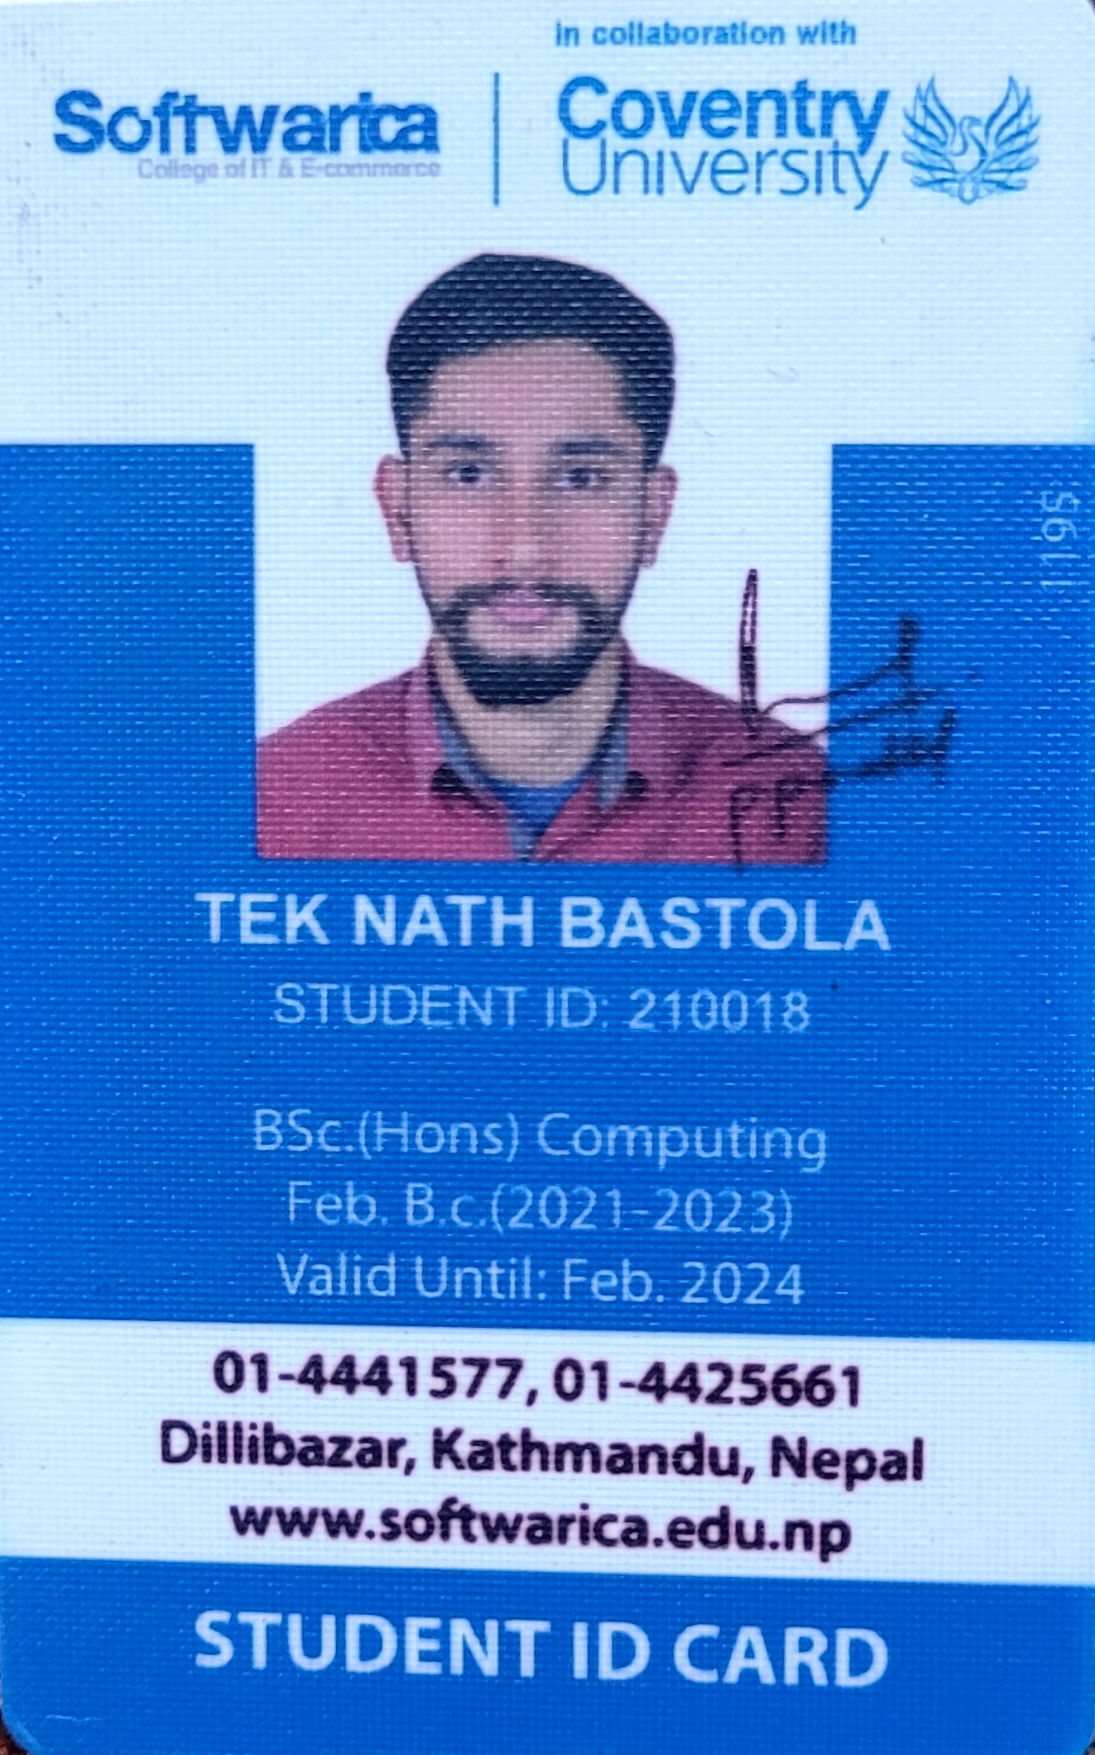 in collaboration with
Softwarica
College of IT & E-commerce
Coventry
University
1195
TEK NATH BASTOLA
STUDENT ID: 210018
BSc.(Hons) Computing
Feb. B.c.(2021-2023)
Valid Until: Feb. 2024
01-4441577, 01-4425661
Dillibazar, Kathmandu, Nepal
www.softwarica.edu.np
STUDENT ID CARD